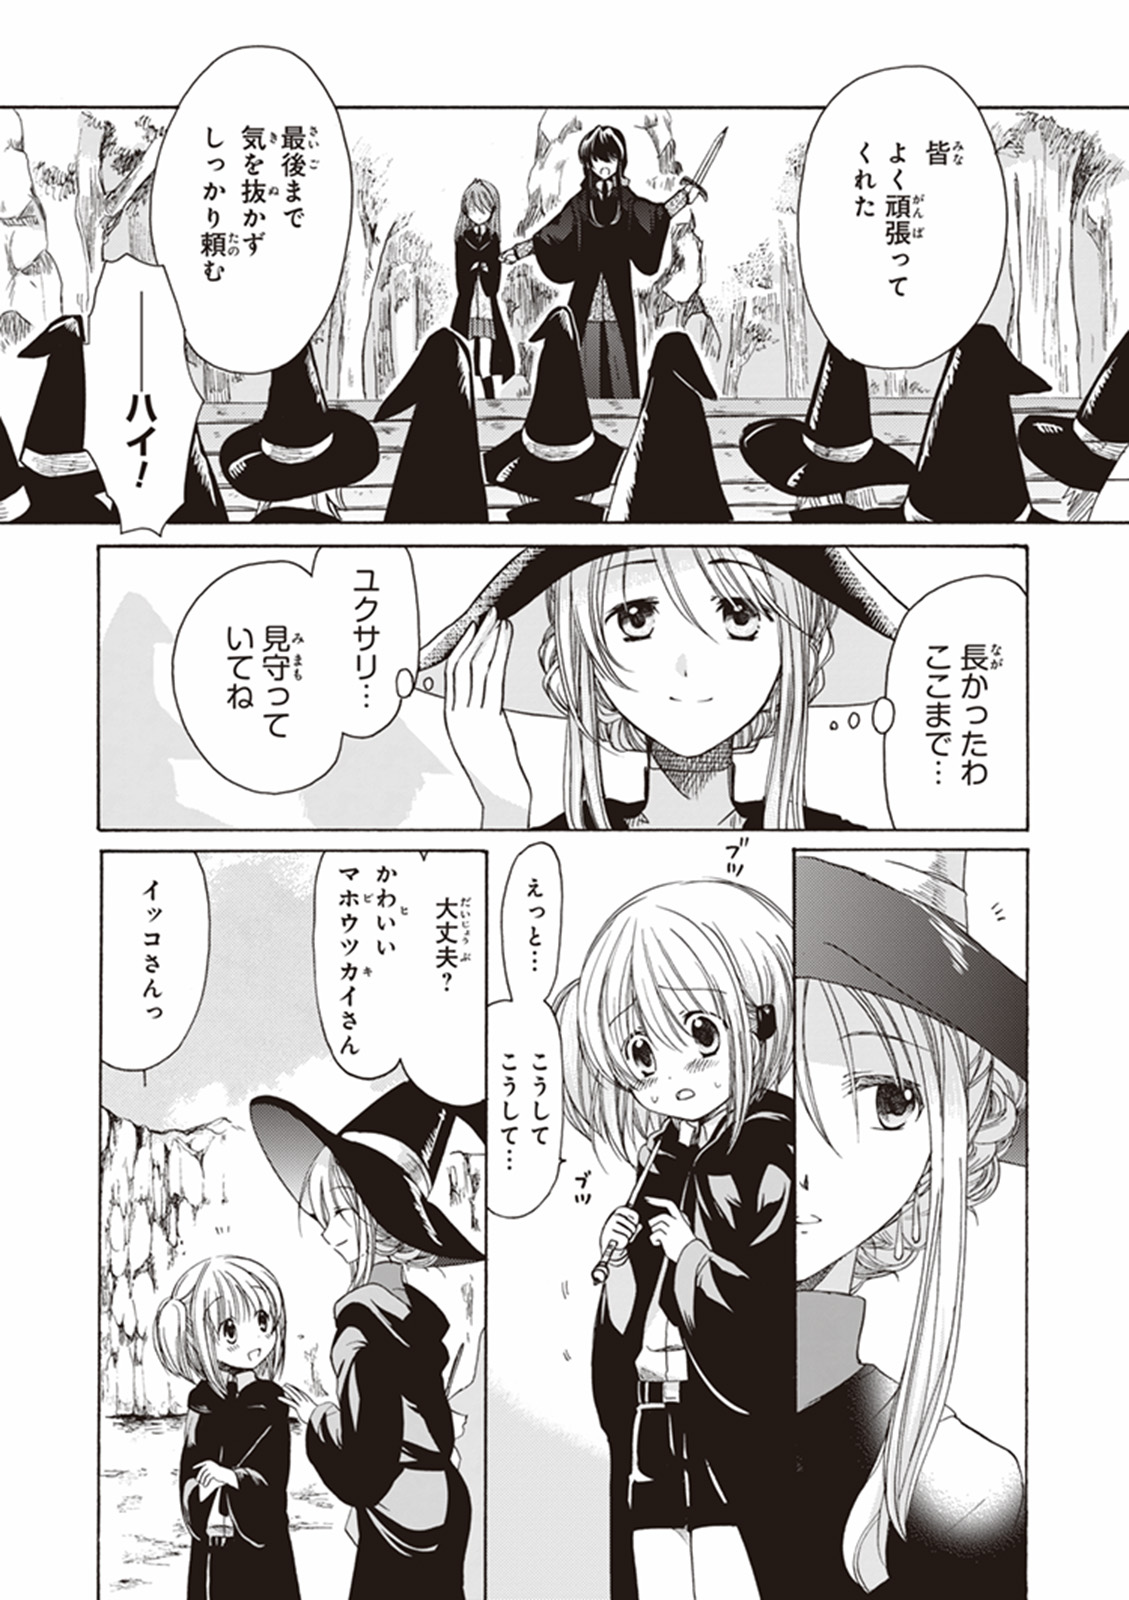 皆
よく頑張って
くれた
最後まで
気を抜かず
しっかり頼む
――ハイ！
長かったわ
ここまで…
ユクサリ…
見守って
いてね
ブツ
えっと…
こうして
こうして…
ブツ
大丈夫？
かわいい
マホウツカイさん
イッコさんっ